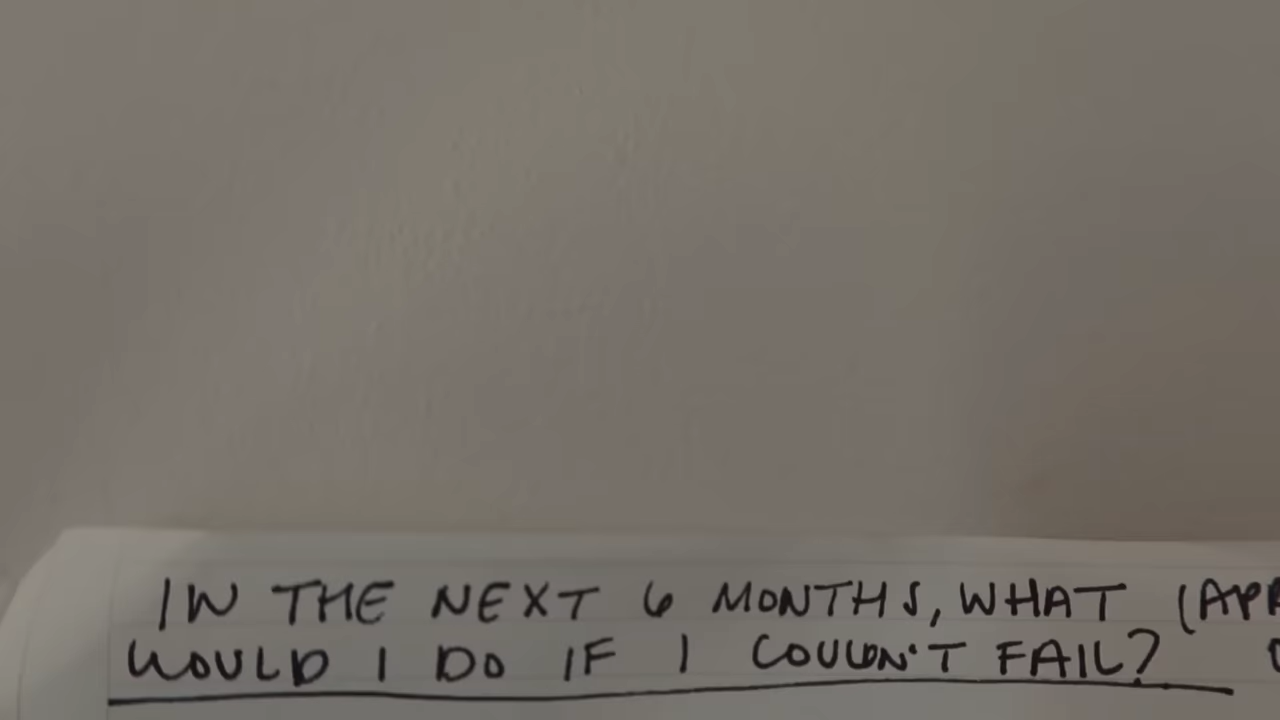 IN THE NEXT 6 MONTHS, WHAT
WOULD I DO IF I COULDN'T FAIL?